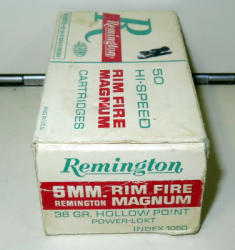 R
Remington
RIM FIRE
MAGNUM
CARTRIDGES
50
HI-SPEED
Remington
5MM. RIM FIRE
REMINGTON MAGNUM
38 GR. HOLLOW POINT
POWER-LOKT
INDEX 1050